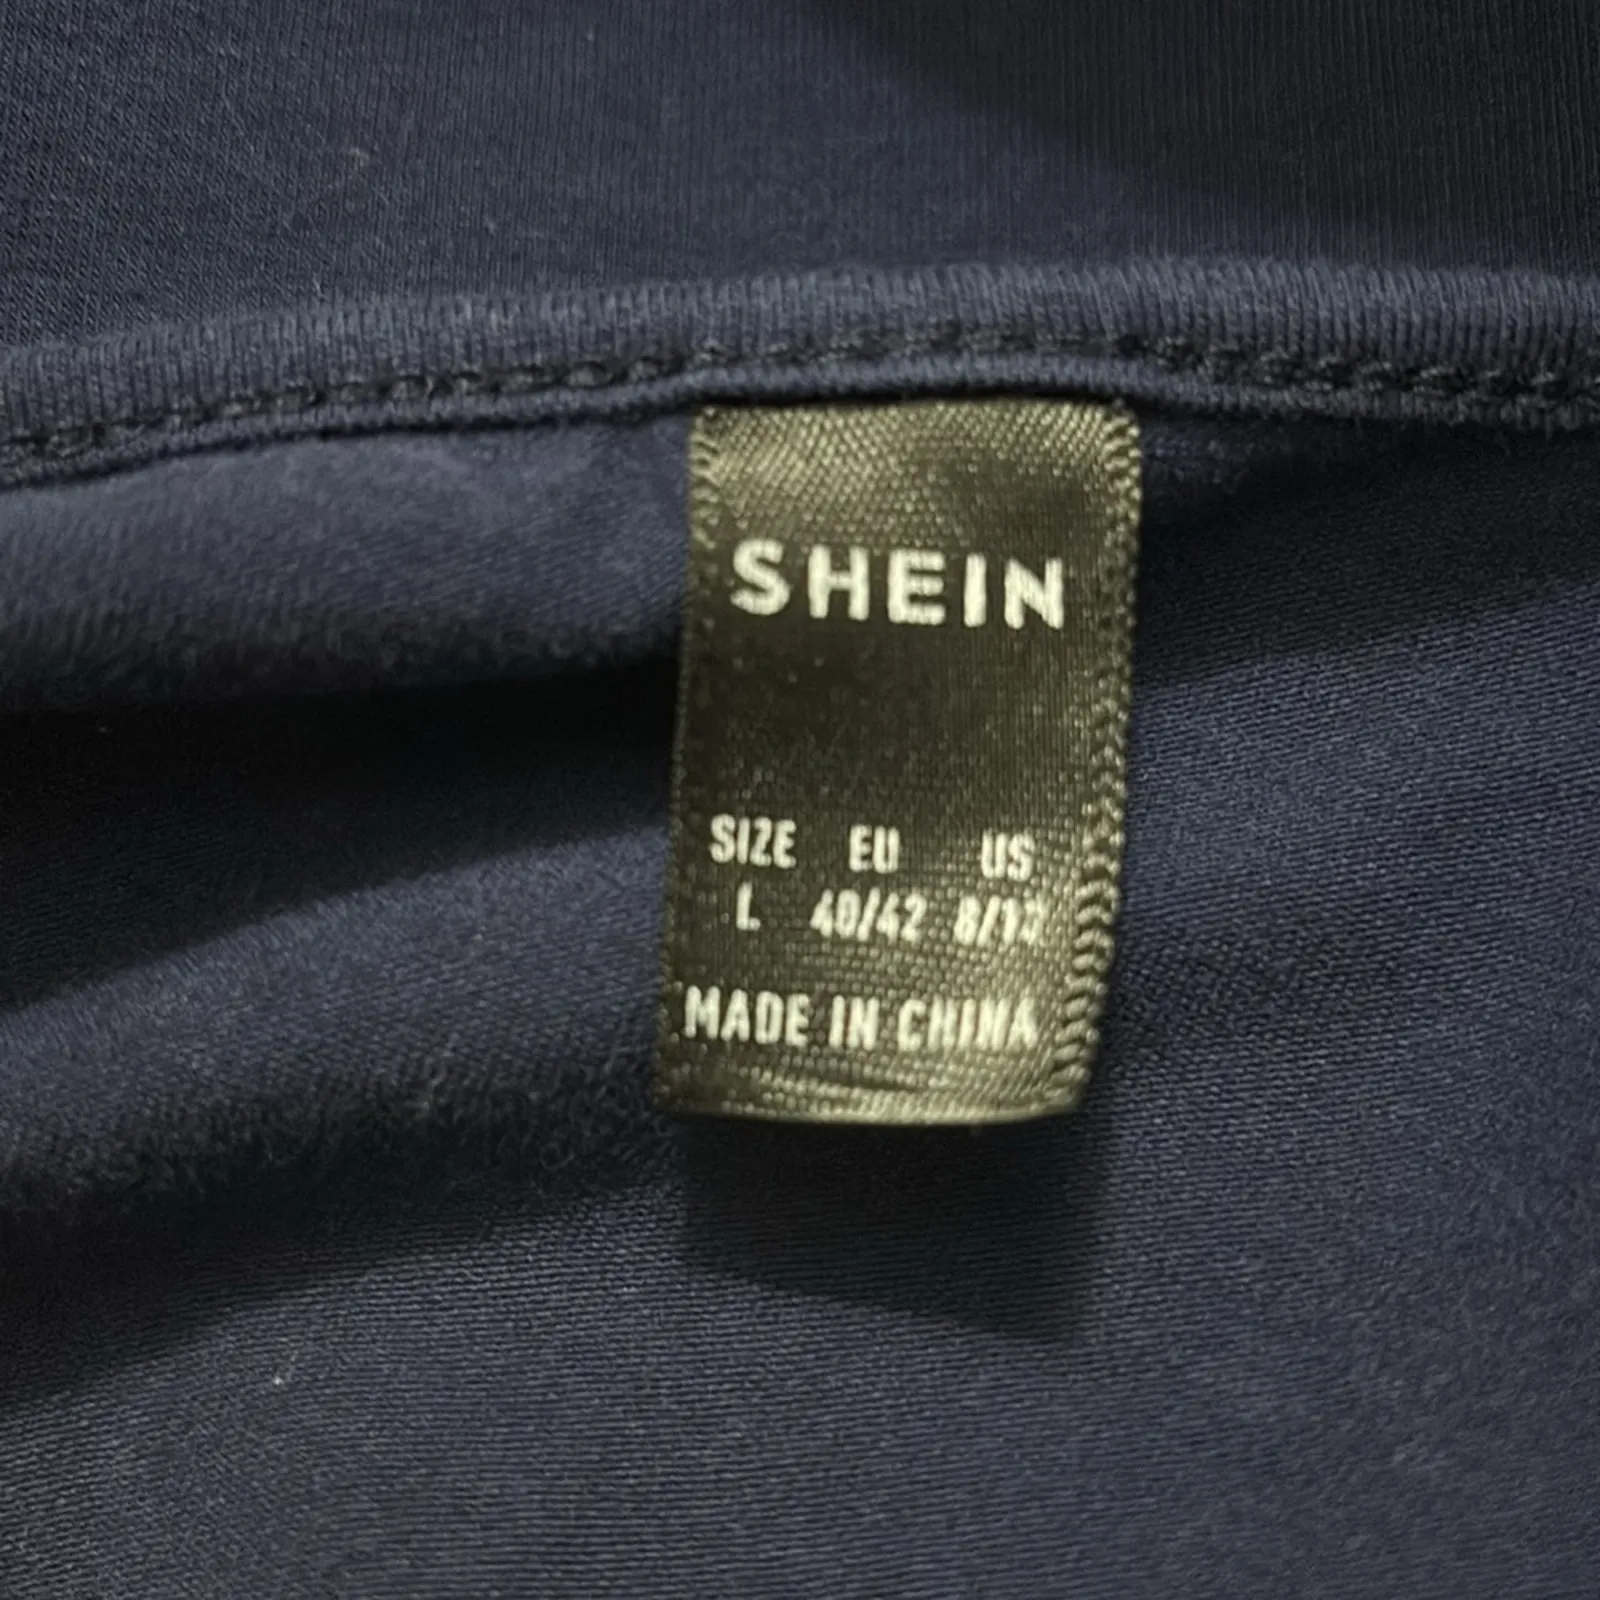 SHEIN
SIZE EU US
L 40/42
MADE IN CHINA